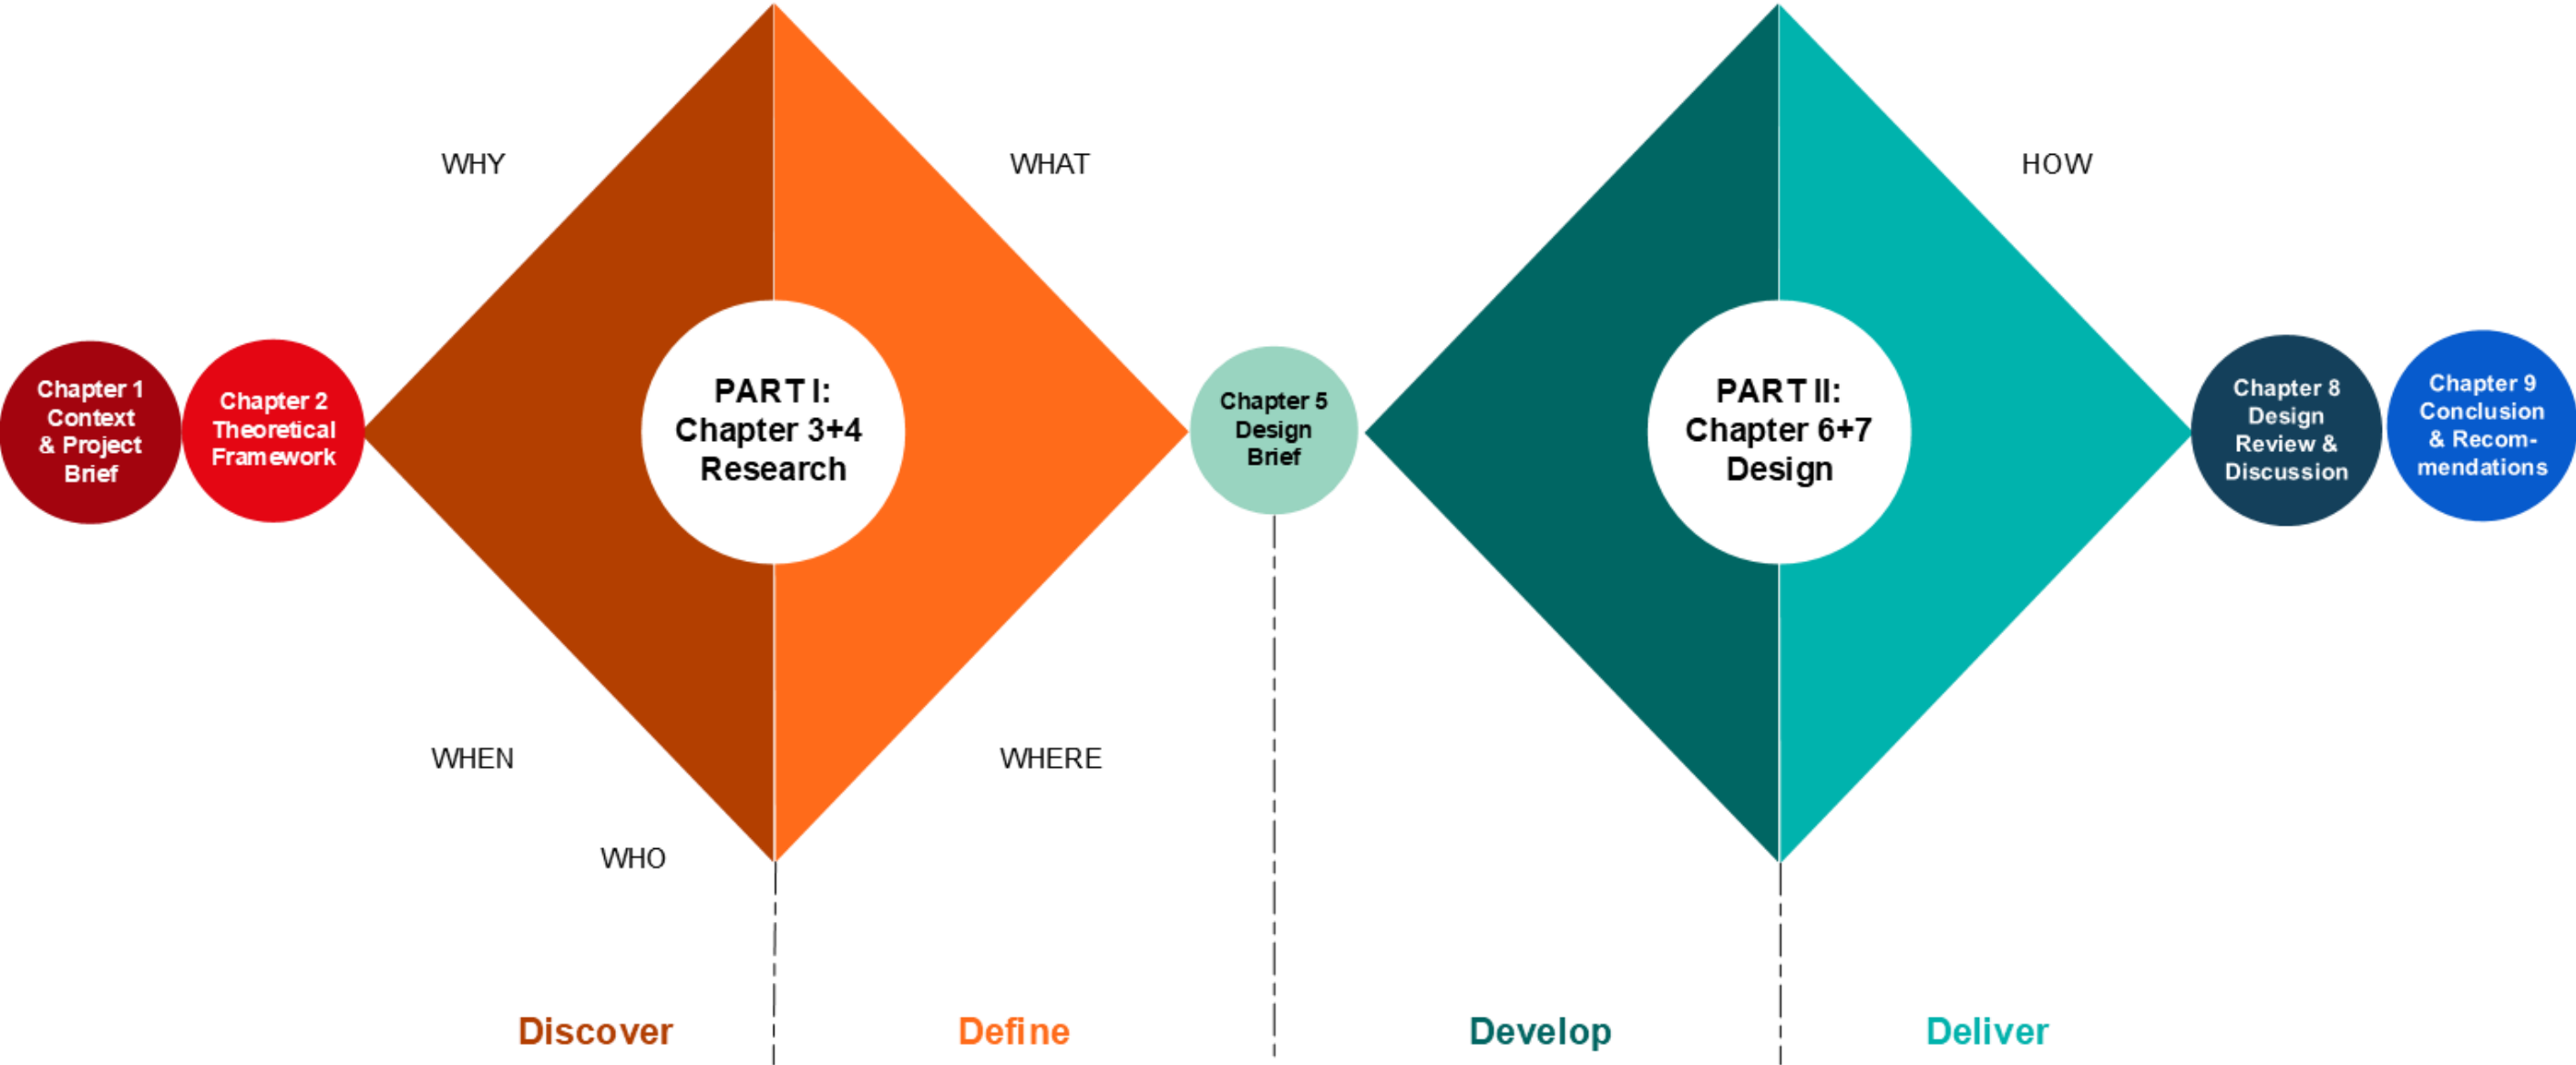 WHY
WHAT
HOW
Chapter 1
Context
& Project
Brief
Chapter 2
Theoretical
Framework
PART I:
Chapter 3+4
Research
Chapter 5
Design
Brief
PART II:
Chapter 6+7
Design
Chapter 8
Design
Review &
Discussion
Chapter 9
Conclusion
& Recom-
mendations
WHEN
WHERE
WHO
Discover
Define
Develop
Deliver